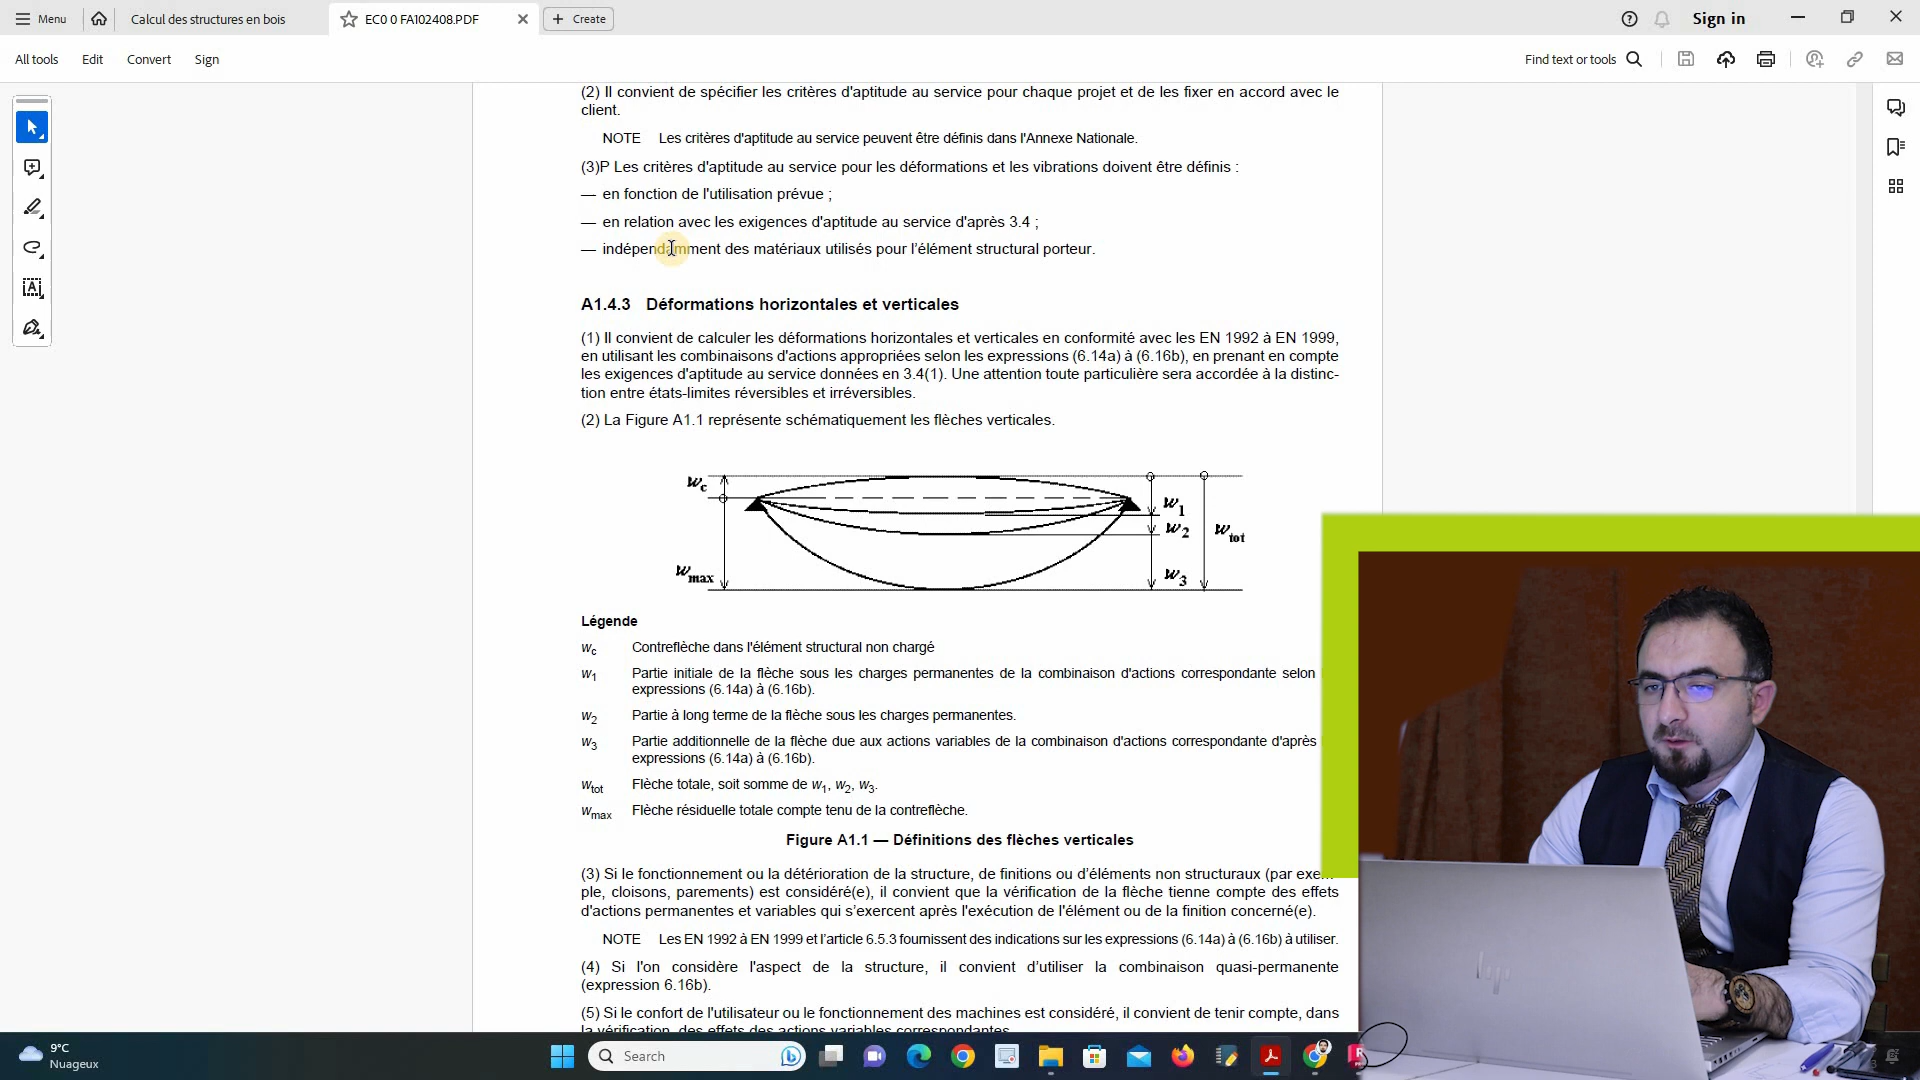 Menu
Calcul des structures en bois
EC0 0 FA102408.PDF
Create
Sign in
All tools
Edit
Convert
Sign
Find text or tools
(2) Il convient de spécifier les critères d'aptitude au service pour chaque projet et de les fixer en accord avec le
client.
NOTE Les critères d'aptitude au service peuvent être définis dans l'Annexe Nationale.
(3)P Les critères d'aptitude au service pour les déformations et les vibrations doivent être définis :
— en fonction de l'utilisation prévue ;
— en relation avec les exigences d'aptitude au service d'après 3.4 ;
— indépendamment des matériaux utilisés pour l'élément structural porteur.
A1.4.3 Déformations horizontales et verticales
(1) Il convient de calculer les déformations horizontales et verticales en conformité avec les EN 1992 à EN 1999,
en utilisant les combinaisons d'actions appropriées selon les expressions (6.14a) à (6.16b), en prenant en compte
les exigences d'aptitude au service données en 3.4(1). Une attention toute particulière sera accordée à la distinc-
tion entre états-limites réversibles et irréversibles.
(2) La Figure A1.1 représente schématiquement les flèches verticales.
wc
w1
w2
wtot
wmax
w3
Légende
wc Contreflèche dans l'élément structural non chargé
w1 Partie initiale de la flèche sous les charges permanentes de la combinaison d'actions correspondante selon
expressions (6.14a) à (6.16b).
w2 Partie à long terme de la flèche sous les charges permanentes.
w3 Partie additionnelle de la flèche due aux actions variables de la combinaison d'actions correspondante d'après
expressions (6.14a) à (6.16b).
wtot Flèche totale, soit somme de w1, w2, w3.
wmax Flèche résiduelle totale compte tenu de la contreflèche.
Figure A1.1 — Définitions des flèches verticales
(3) Si le fonctionnement ou la détérioration de la structure, de finitions ou d'éléments non structuraux (par exem-
ple, cloisons, parements) est considéré(e), il convient que la vérification de la flèche tienne compte des effets
d'actions permanentes et variables qui s'exercent après l'exécution de l'élément ou de la finition concerné(e).
NOTE Les EN 1992 à EN 1999 et l'article 6.5.3 fournissent des indications sur les expressions (6.14a) à (6.16b) à utiliser.
(4) Si l'on considère l'aspect de la structure, il convient d'utiliser la combinaison quasi-permanente
(expression 6.16b).
(5) Si le confort de l'utilisateur ou le fonctionnement des machines est considéré, il convient de tenir compte, dans
la vérification, des effets des actions variables correspondantes.
hp
9°C
Nuageux
Search